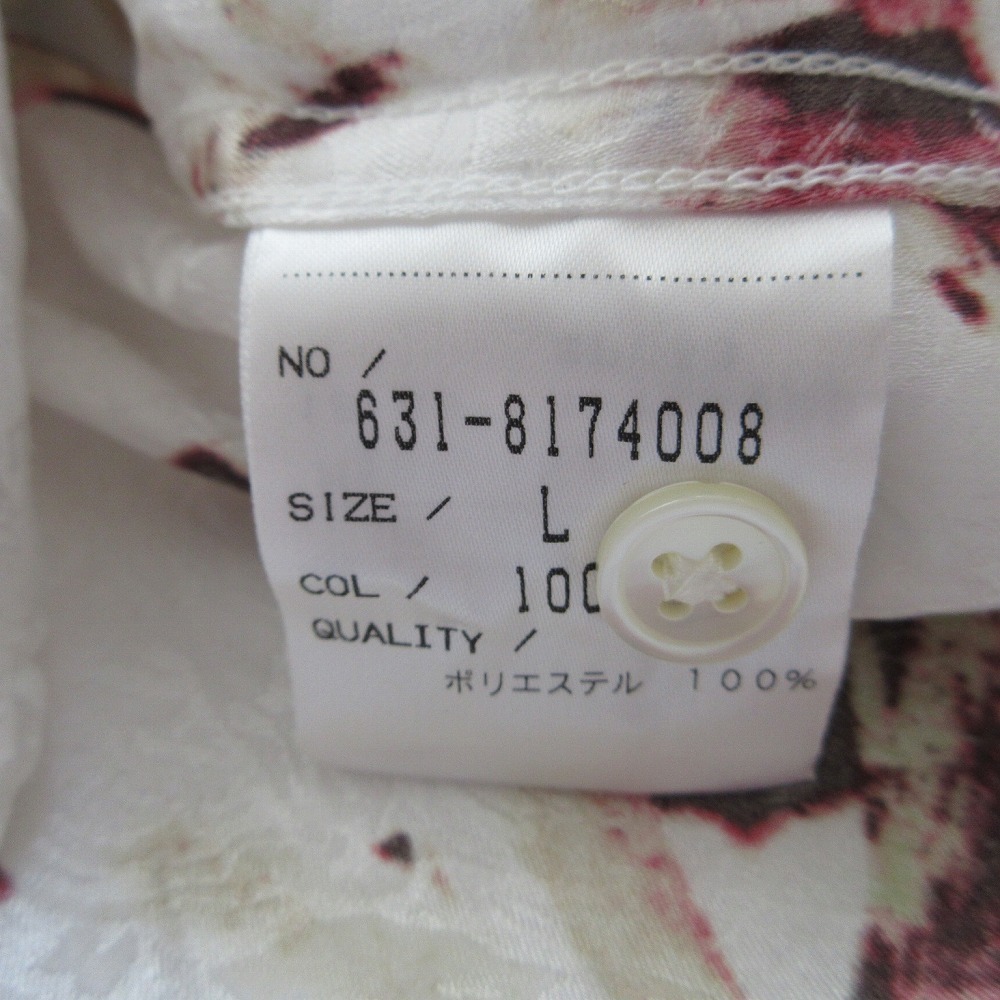 NO /
631-8174008
SIZE / L
COL / 100
QUALITY /
ポリエステル 100%